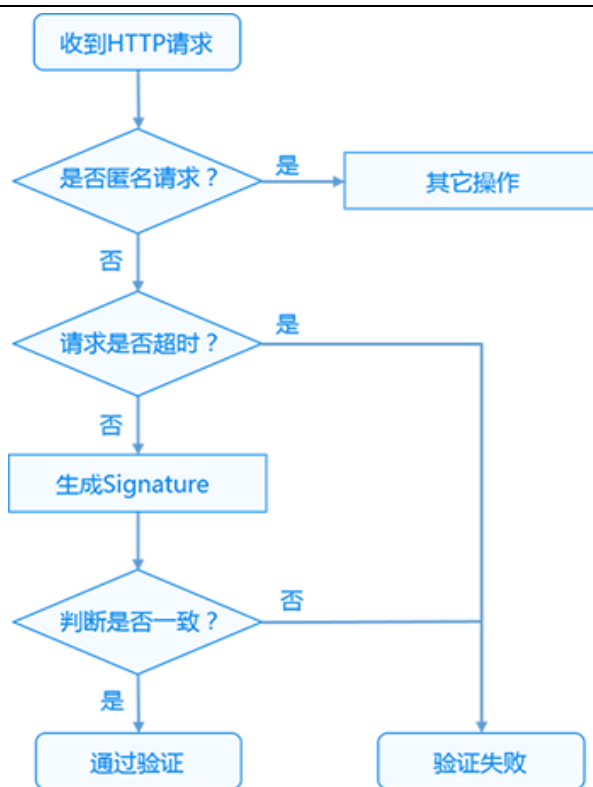 收到HTTP请求
是否匿名请求？
是
其它操作
否
请求是否超时？
是
否
生成Signature
判断是否一致？
否
是
通过验证
验证失败